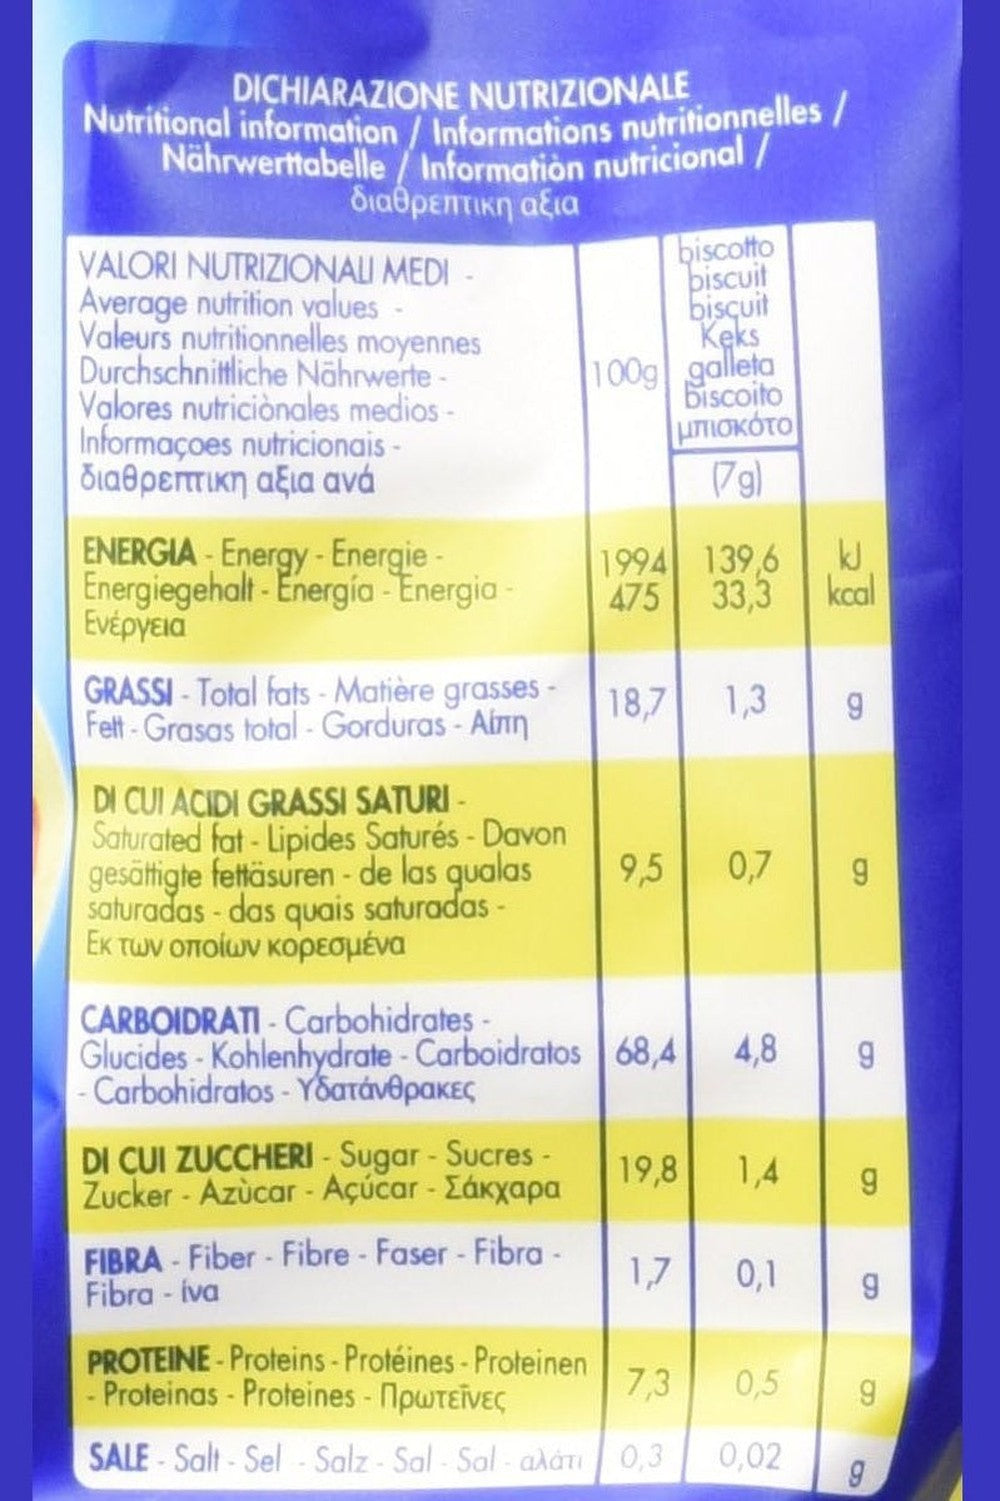 DICHIARAZIONE NUTRIZIONALE
Nutritional information / Informations nutritionnelles /
Nährwerttabelle / Informatiòn nutricional /
διαθρεπτικη αξια
VALORI NUTRIZIONALI MEDI -
Average nutrition values -
Valeurs nutritionnelles moyennes
Durchschnittliche Nährwerte -
Valores nutriciònales medios -
Informaçoes nutricionais -
διαθρεπτικη αξια ανά
100g
biscotto
biscuit
biscuit
Keks
galleta
biscoito
μπισκότο
(7g)
ENERGIA - Energy - Energie - 1994 139,6 kJ
Energiegehalt - Energía - Energia - 475 33,3 kcal
Ενέργεια
GRASSI - Total fats - Matière grasses - 18,7 1,3 g
Fett - Grasas total - Gorduras - Λίπη
DI CUI ACIDI GRASSI SATURI -
Saturated fat - Lipides Saturés - Davon
gesättigte fettäsuren - de las qualas 9,5 0,7 g
saturadas - das quais saturadas -
Εκ των οποίων κορεσμένα
CARBOIDRATI - Carbohidrates -
Glucides - Kohlenhydrate - Carboidratos 68,4 4,8 g
- Carbohidratos - Υδατάνθρακες
DI CUI ZUCCHERI - Sugar - Sucres - 19,8 1,4 g
Zucker - Azùcar - Açúcar - Σάκχαρα
FIBRA - Fiber - Fibre - Faser - Fibra - 1,7 0,1 g
Fibra - ίνα
PROTEINE - Proteins - Protéines - Proteinen 7,3 0,5 g
- Proteinas - Proteines - Πρωτεΐνες
SALE - Salt - Sel - Salz - Sal - Sal - αλάτι 0,3 0,02 g